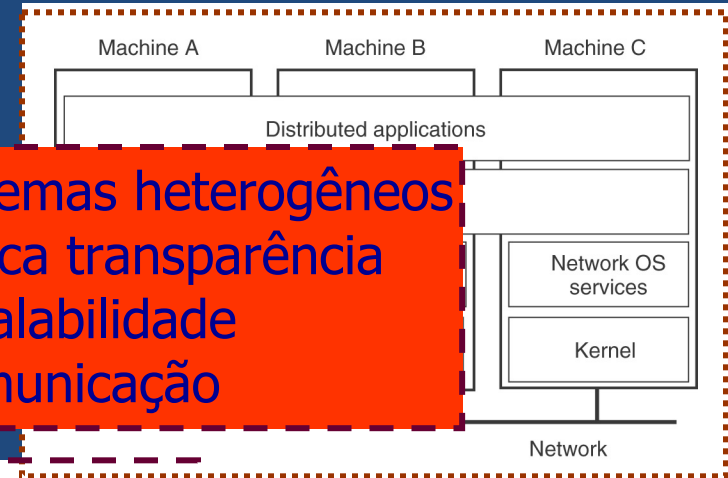 Machine A Machine B Machine C
Distributed applications
emas heterogêneos
ca transparência
alabilidade
nunicação
Network OS
services
Kernel
Network